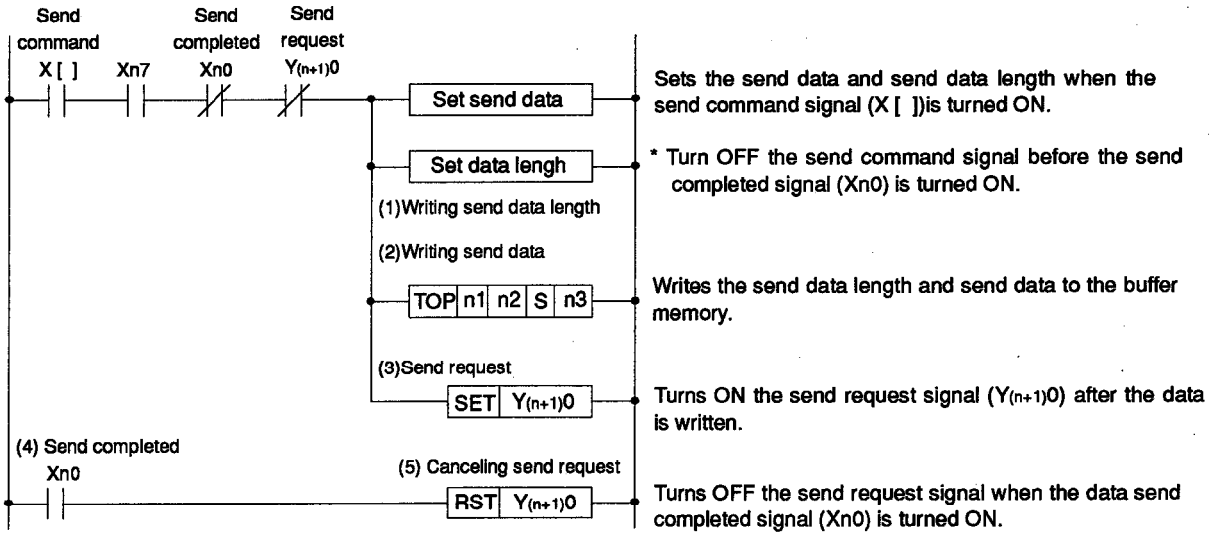 Send Send Send
command completed request
X [ ] Xn7 Xn0 Y(n+1)0
Set send data
Sets the send data and send data length when the
send command signal (X [ ])is turned ON.
Set data lengh
* Turn OFF the send command signal before the send
completed signal (Xn0) is turned ON.
(1)Writing send data length
(2)Writing send data
TOP n1 n2 S n3
Writes the send data length and send data to the buffer
memory.
(3)Send request
SET Y(n+1)0
Turns ON the send request signal (Y(n+1)0) after the data
is written.
(4) Send completed
Xn0
(5) Canceling send request
RST Y(n+1)0
Turns OFF the send request signal when the data send
completed signal (Xn0) is turned ON.